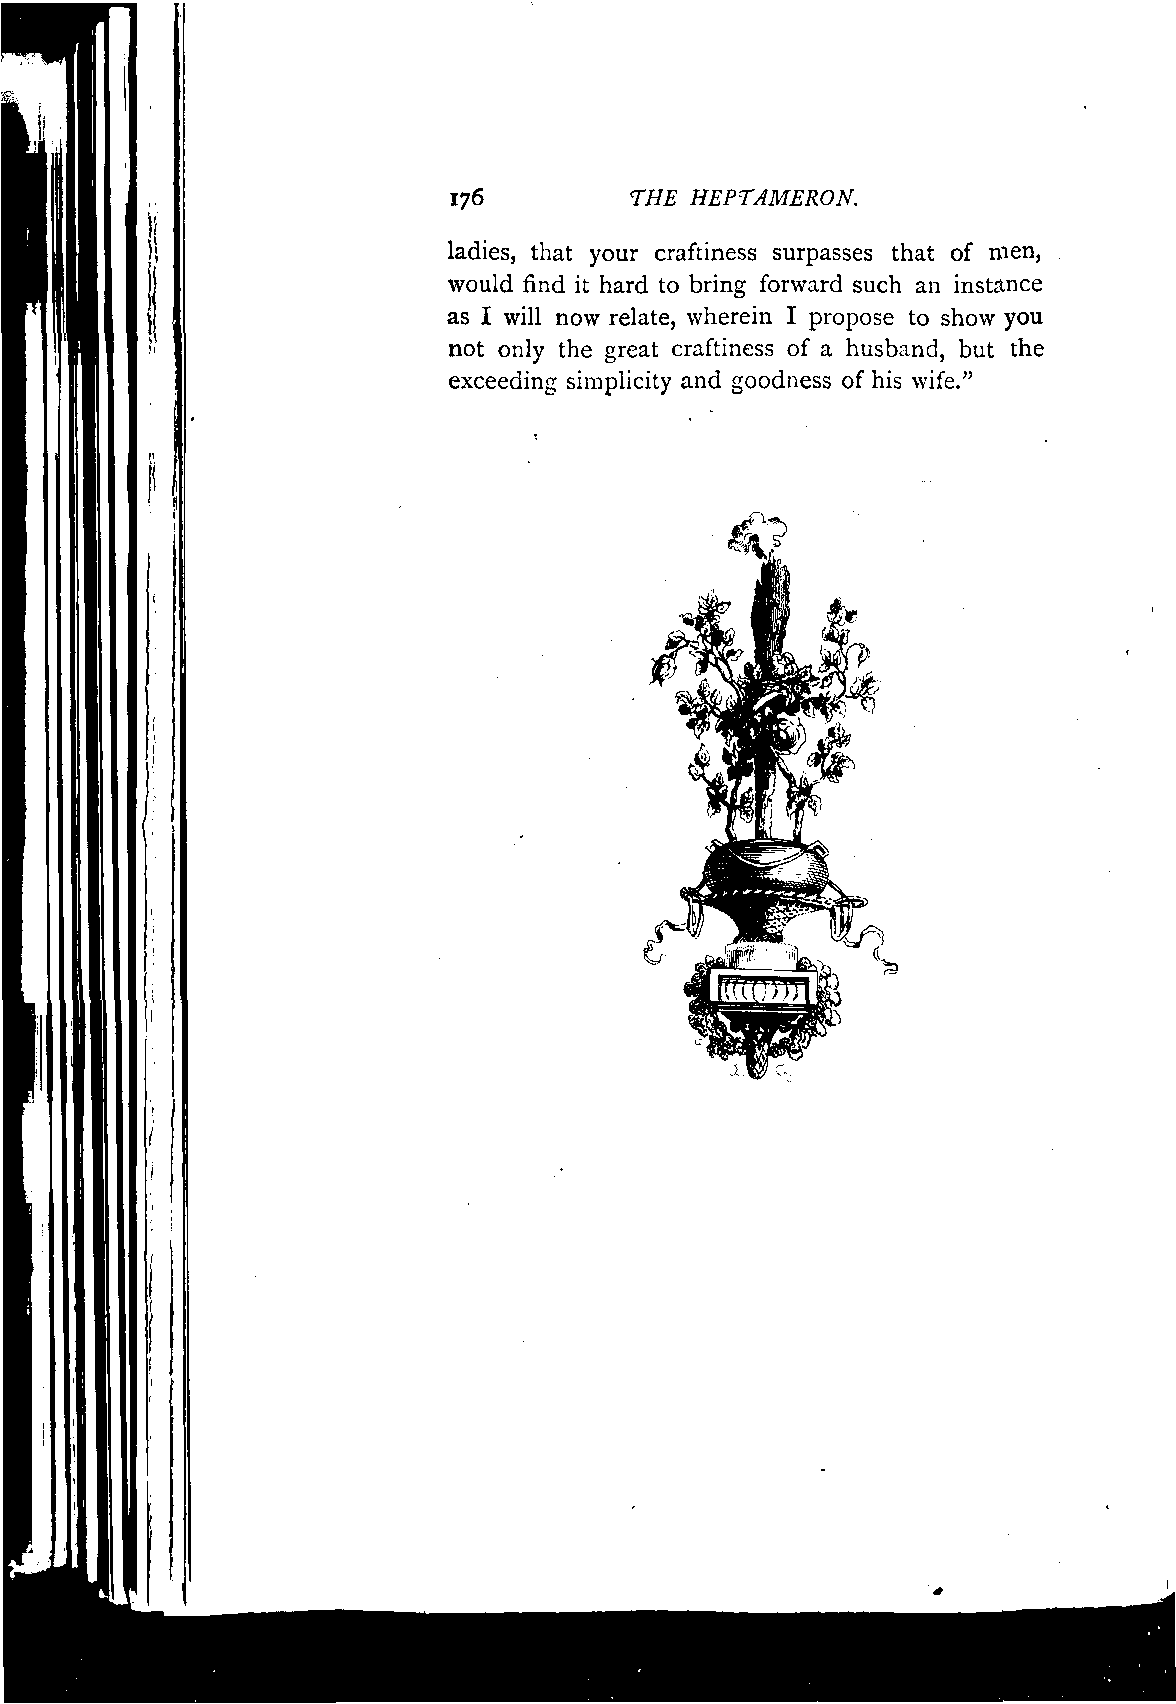 176 THE HEPTAMERON.
ladies, that your craftiness surpasses that of men,
would find it hard to bring forward such an instance
as I will now relate, wherein I propose to show you
not only the great craftiness of a husband, but the
exceeding simplicity and goodness of his wife.”